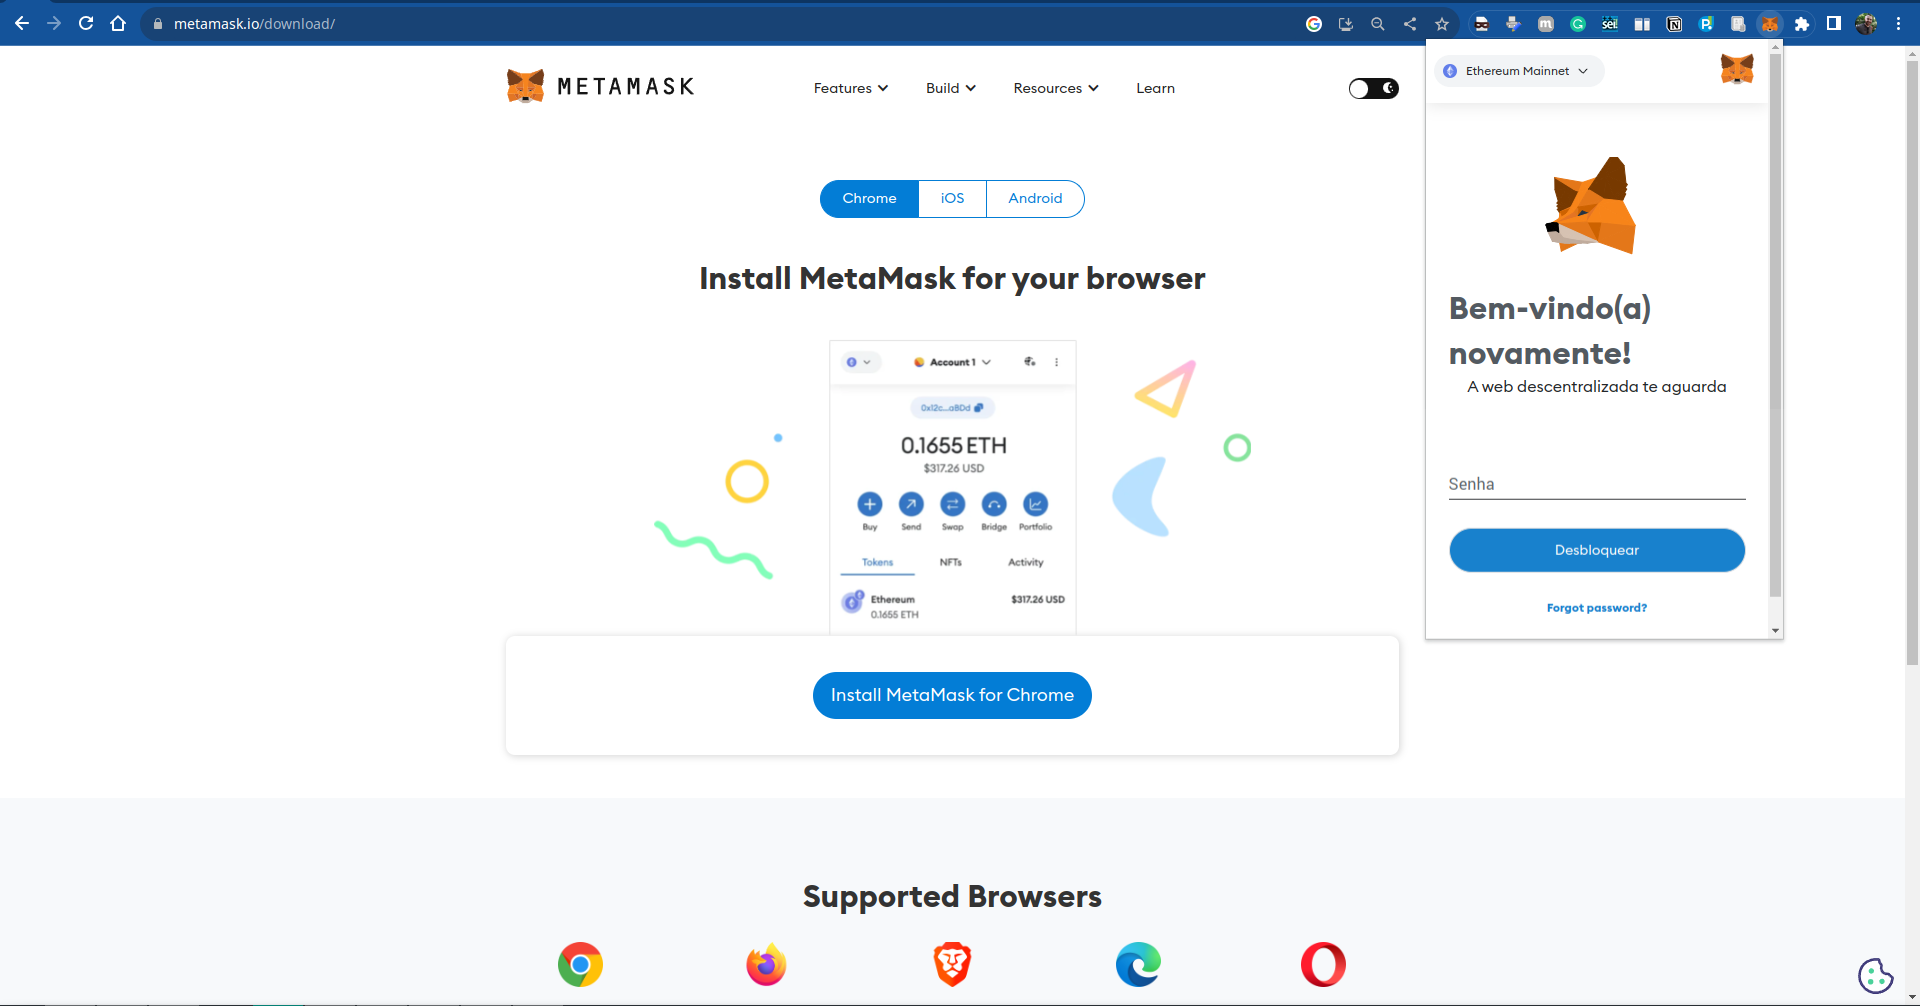 metamask.io/download/
sei!
METAMASK
Features
Build
Resources
Learn
Chrome
iOS
Android
Install MetaMask for your browser
Account 1
0x12c...aBDd
0.1655 ETH
$317.26 USD
Buy
Send
Swap
Bridge
Portfolio
Tokens
NFTs
Activity
Ethereum
$317.26 USD
0.1655 ETH
Install MetaMask for Chrome
Supported Browsers
Ethereum Mainnet
Bem-vindo(a)
novamente!
A web descentralizada te aguarda
Senha
Desbloquear
Forgot password?